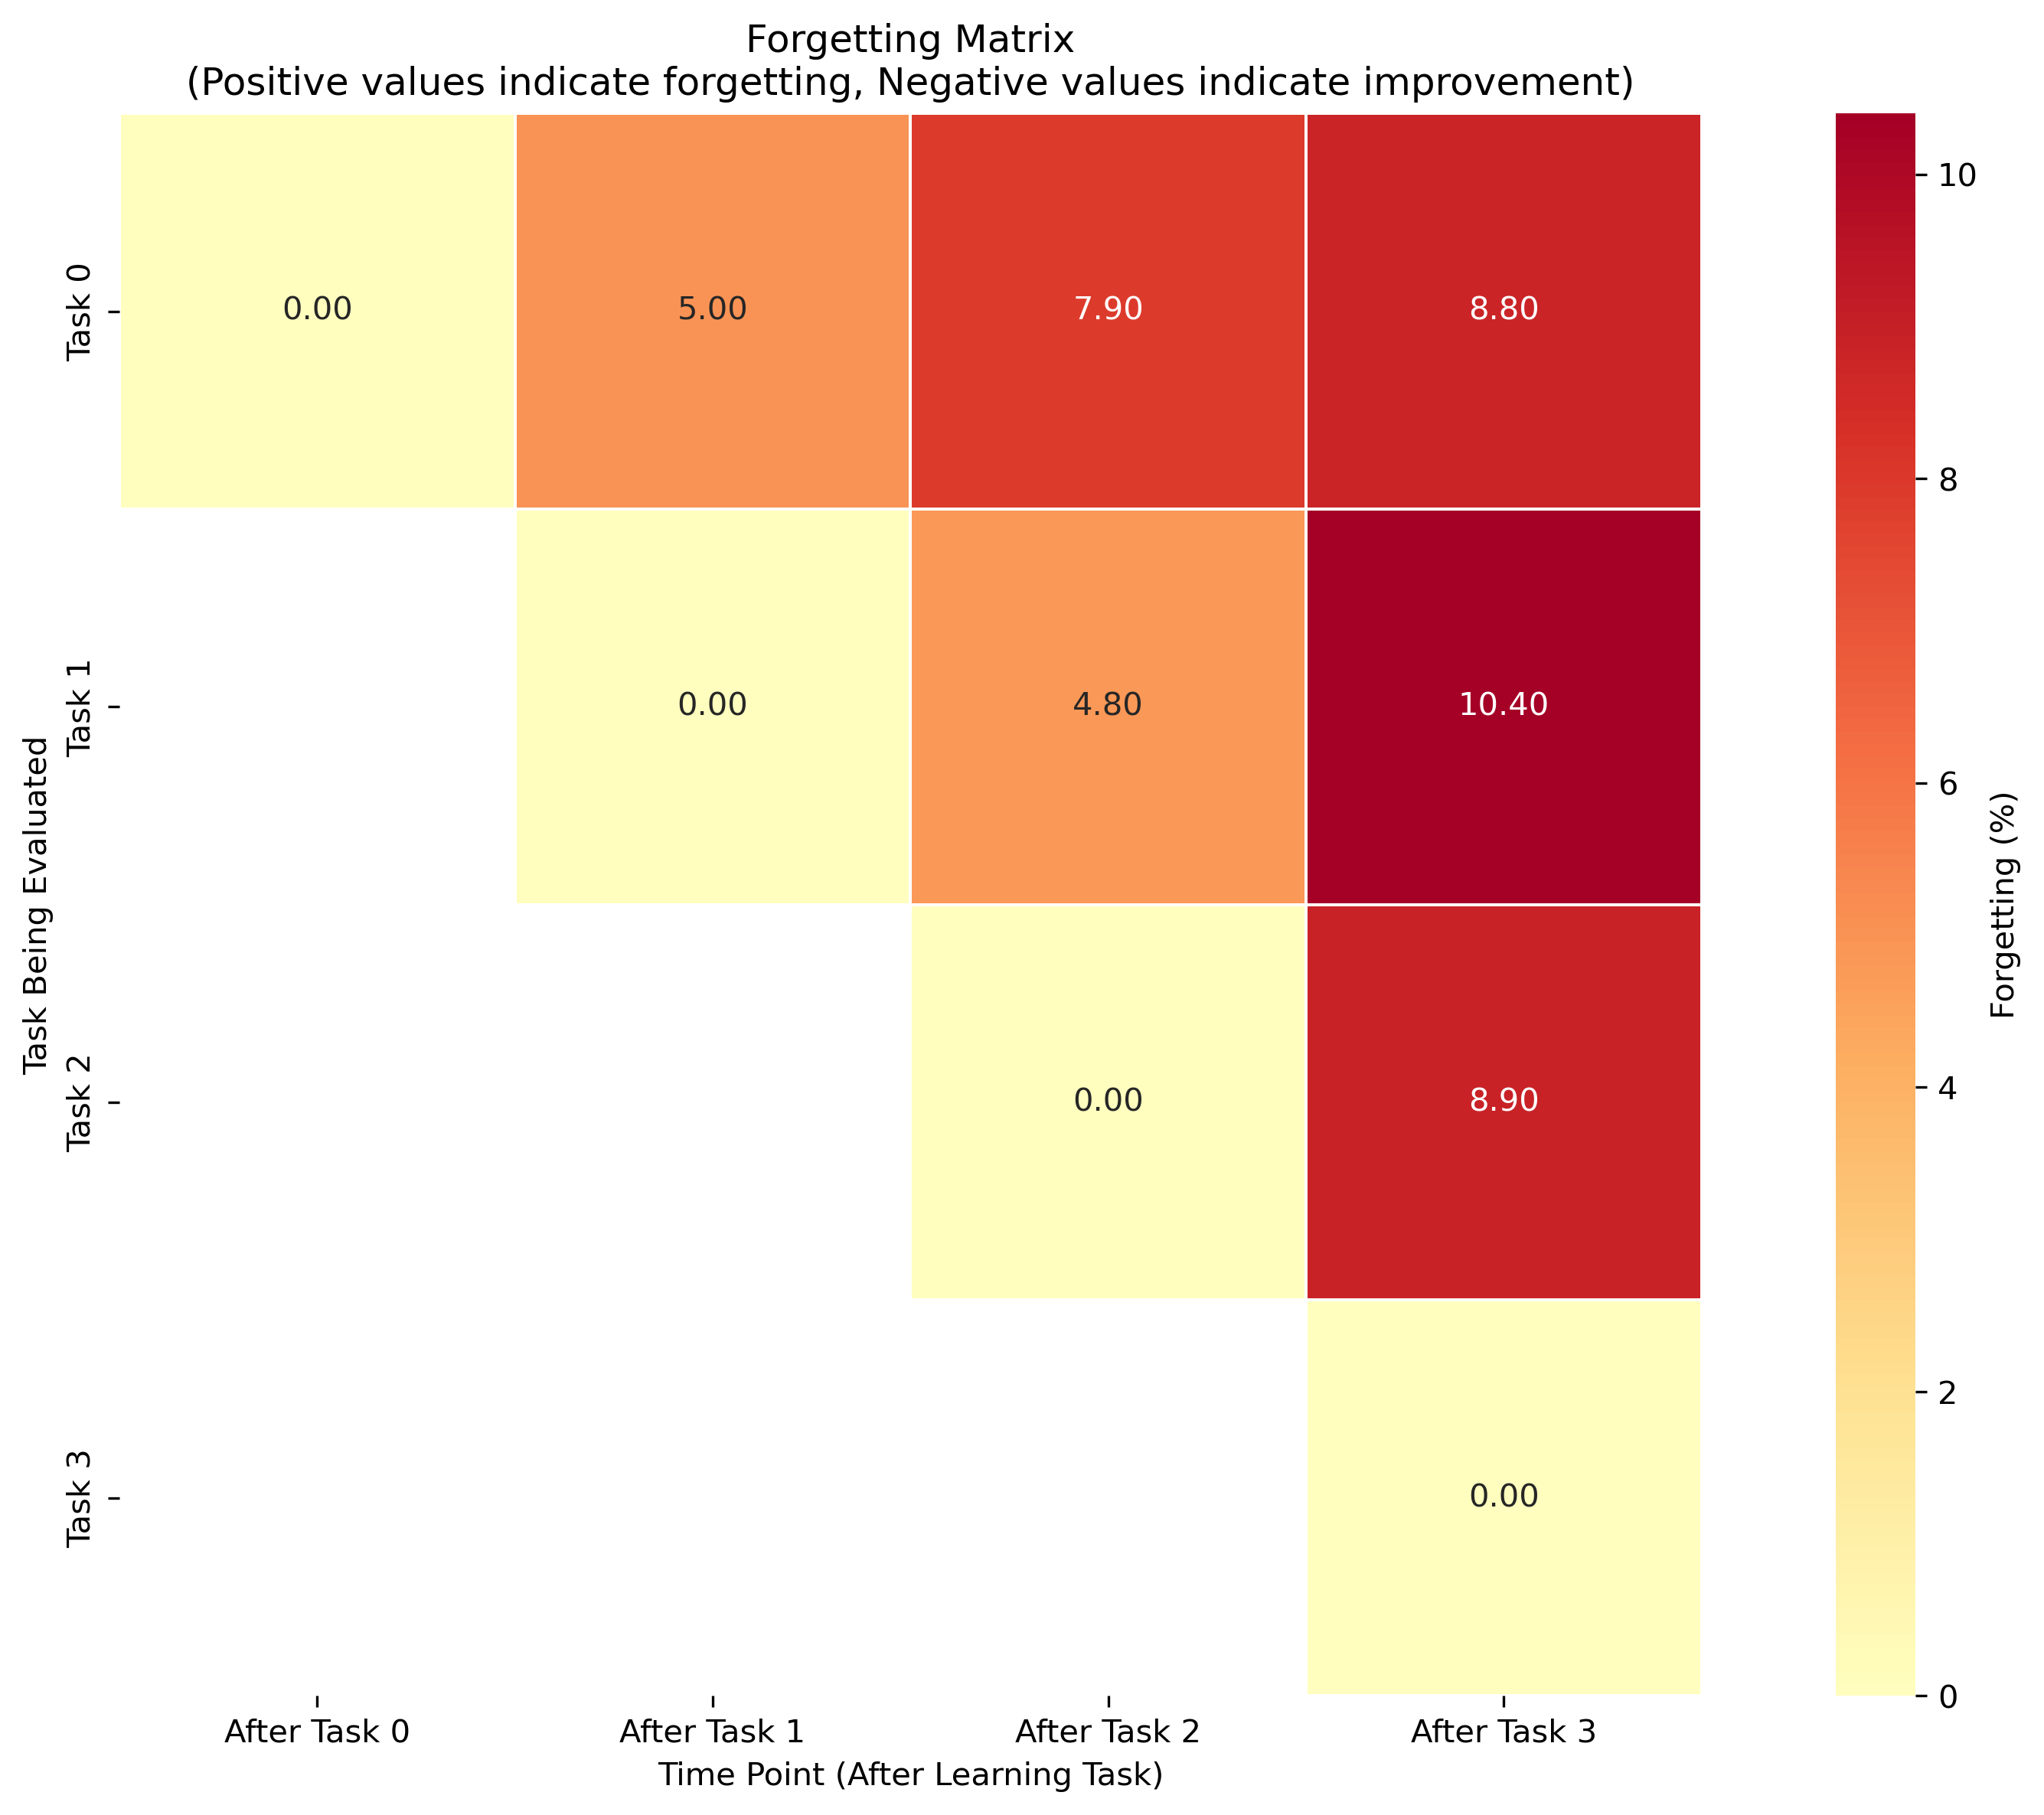 Forgetting Matrix
(Positive values indicate forgetting, Negative values indicate improvement)
Task Being Evaluated
Task 0
0.00
5.00
7.90
8.80
Task 1
0.00
4.80
10.40
Task 2
0.00
8.90
Task 3
0.00
After Task 0
After Task 1
After Task 2
After Task 3
Time Point (After Learning Task)
10
8
6
4
2
0
Forgetting (%)